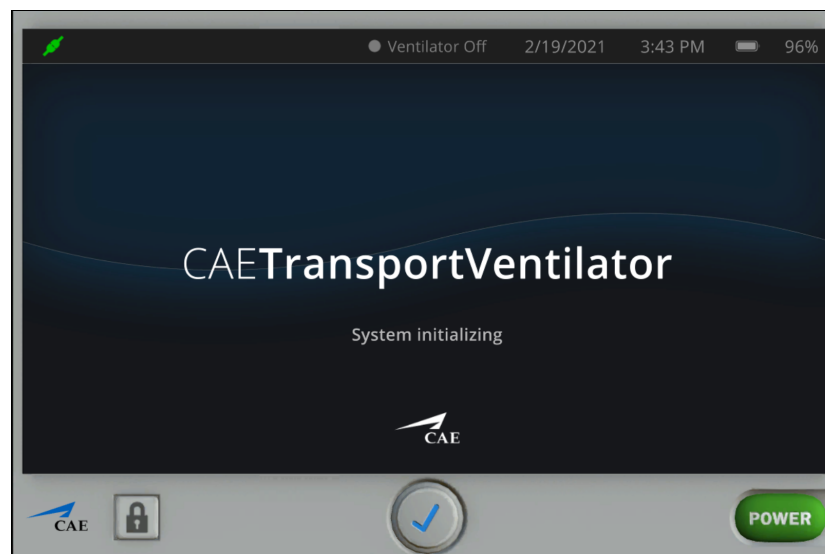 Ventilator Off 2/19/2021 3:43 PM 96%
CAETransportVentilator
System initializing
CAE
CAE
POWER